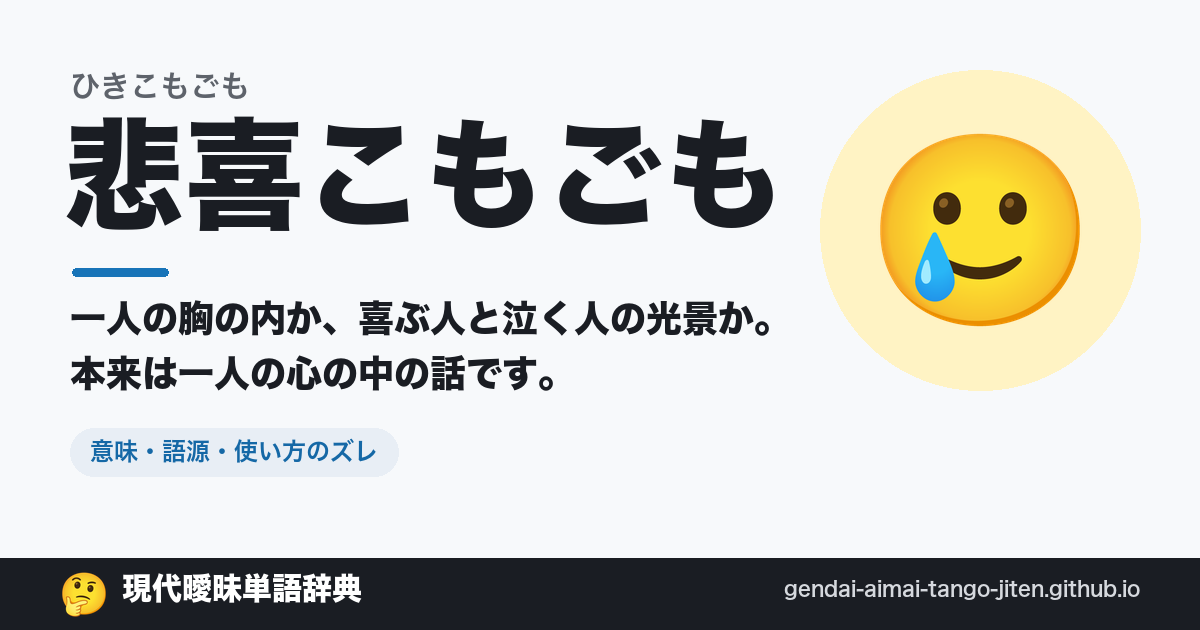 ひきこもごも
悲喜こもごも
一人の胸の内か、喜ぶ人と泣く人の光景か。
本来は一人の心の中の話です。
意味・語源・使い方のズレ
現代曖昧単語辞典
gendai-aimai-tango-jiten.github.io